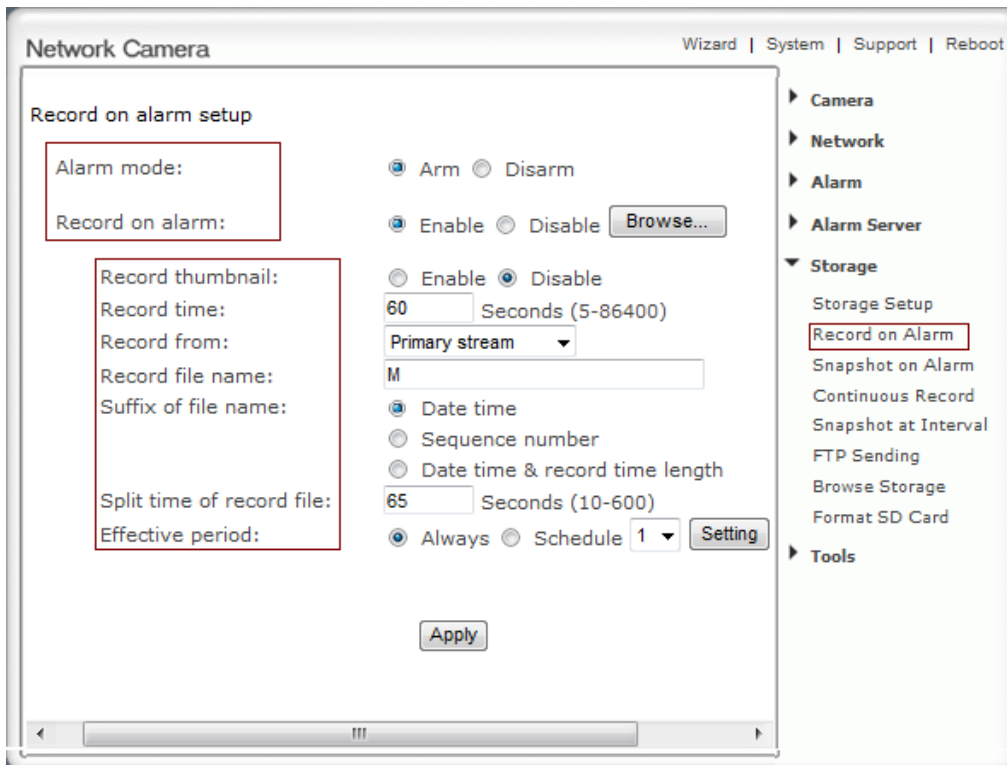 Network Camera
Wizard | System | Support | Reboot
Record on alarm setup
Alarm mode: Arm Disarm
Record on alarm: Enable Disable Browse...
Record thumbnail: Enable Disable
Record time: 60 Seconds (5-86400)
Record from: Primary stream
Record file name: M
Suffix of file name: Date time
Sequence number
Date time & record time length
Split time of record file: 65 Seconds (10-600)
Effective period: Always Schedule 1 Setting
Apply
Camera
Network
Alarm
Alarm Server
Storage
Storage Setup
Record on Alarm
Snapshot on Alarm
Continuous Record
Snapshot at Interval
FTP Sending
Browse Storage
Format SD Card
Tools